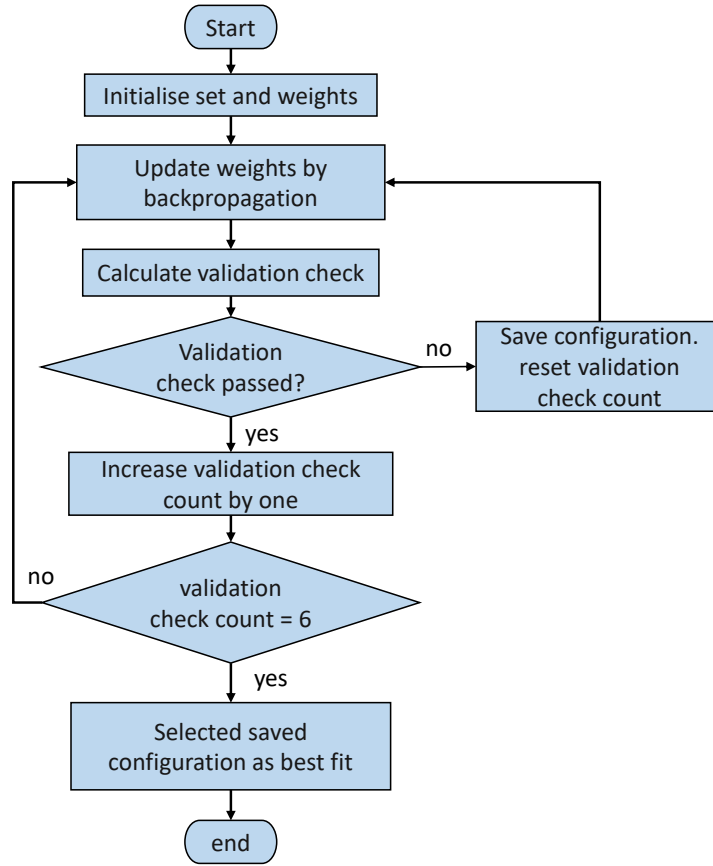 Start
Initialise set and weights
Update weights by
backpropagation
Calculate validation check
Validation
check passed?
no
Save configuration.
reset validation
check count
yes
Increase validation check
count by one
no
validation
check count = 6
yes
Selected saved
configuration as best fit
end